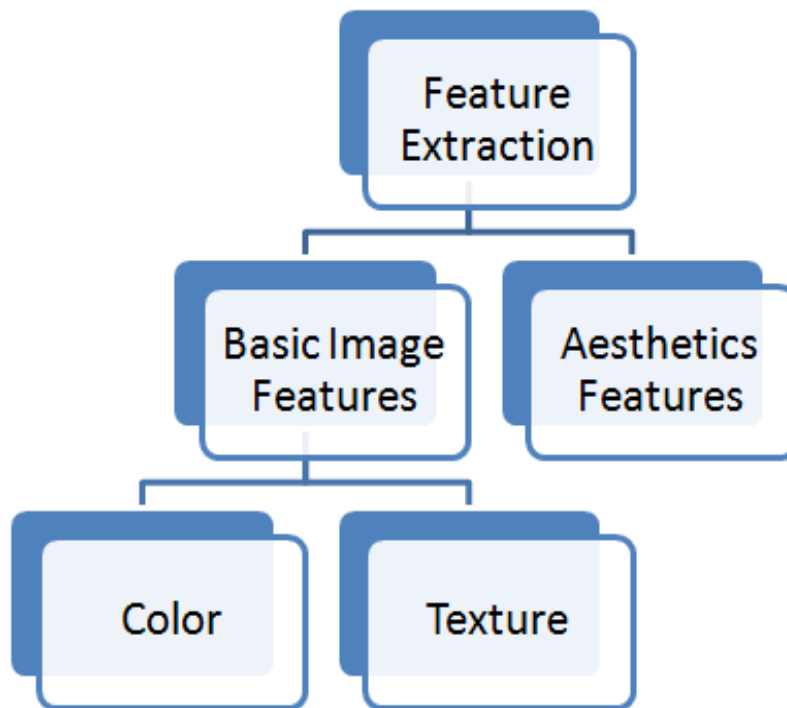 Feature
Extraction
Basic Image
Features
Aesthetics
Features
Color
Texture